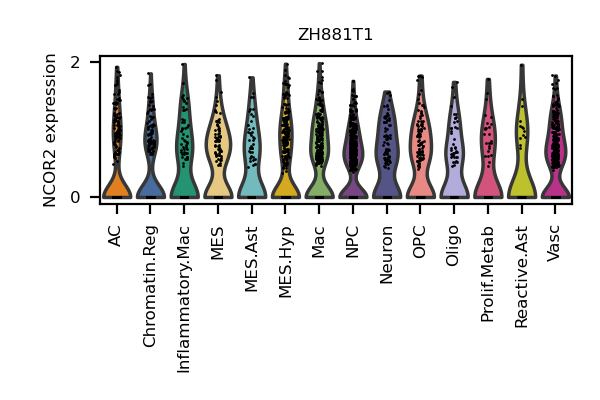 ZH881T1
NCOR2 expression
2
0
AC
Chromatin.Reg
Inflammatory.Mac
MES
MES.Ast
MES.Hyp
Mac
NPC
Neuron
OPC
Oligo
Prolif.Metab
Reactive.Ast
Vasc